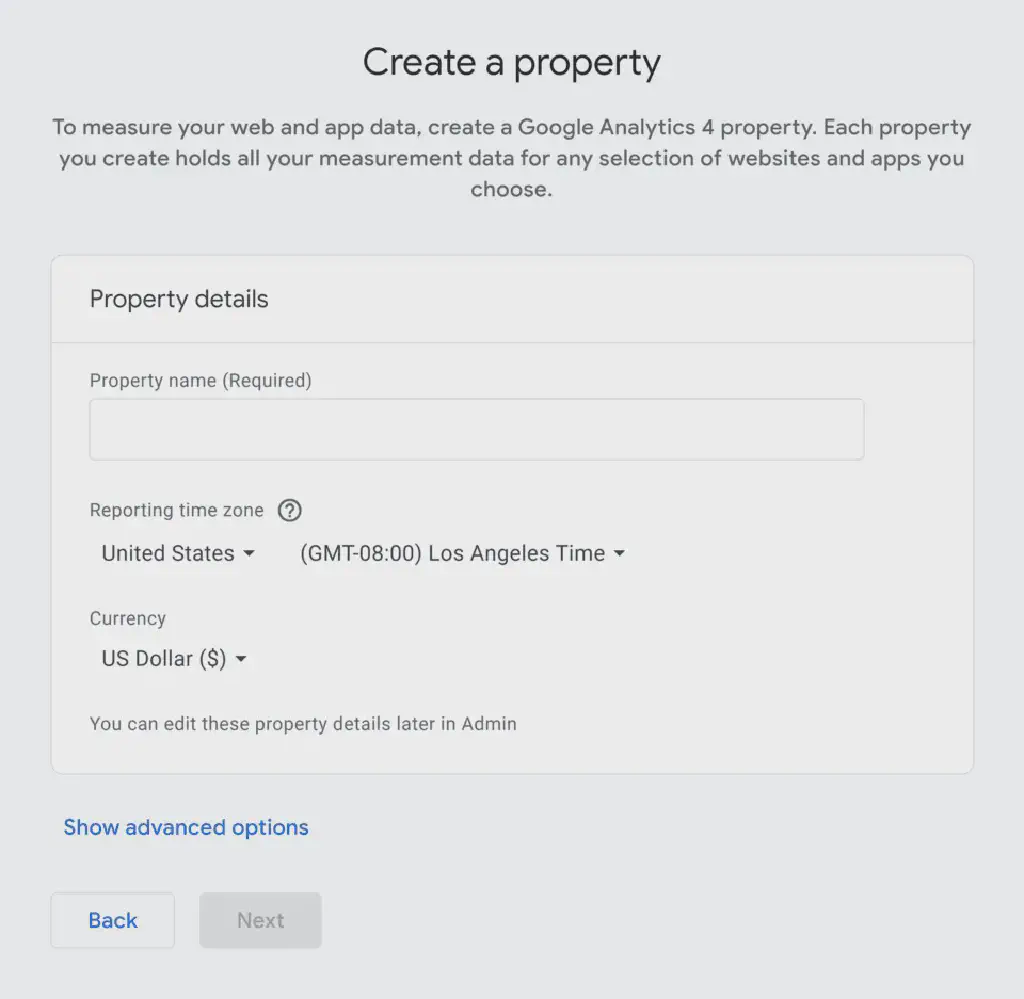 Create a property
To measure your web and app data, create a Google Analytics 4 property. Each property
you create holds all your measurement data for any selection of websites and apps you
choose.
Property details
Property name (Required)
Reporting time zone
United States (GMT-08:00) Los Angeles Time
Currency
US Dollar ($)
You can edit these property details later in Admin
Show advanced options
Back Next